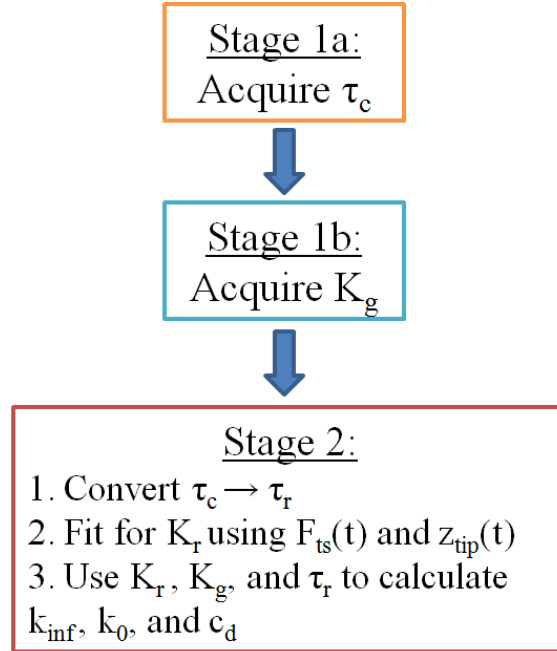 Stage 1a:
Acquire τc
Stage 1b:
Acquire Kg
Stage 2:
1. Convert τc → τr
2. Fit for Kr using Fts(t) and ztip(t)
3. Use Kr, Kg, and τr to calculate
kinf, k0, and cd